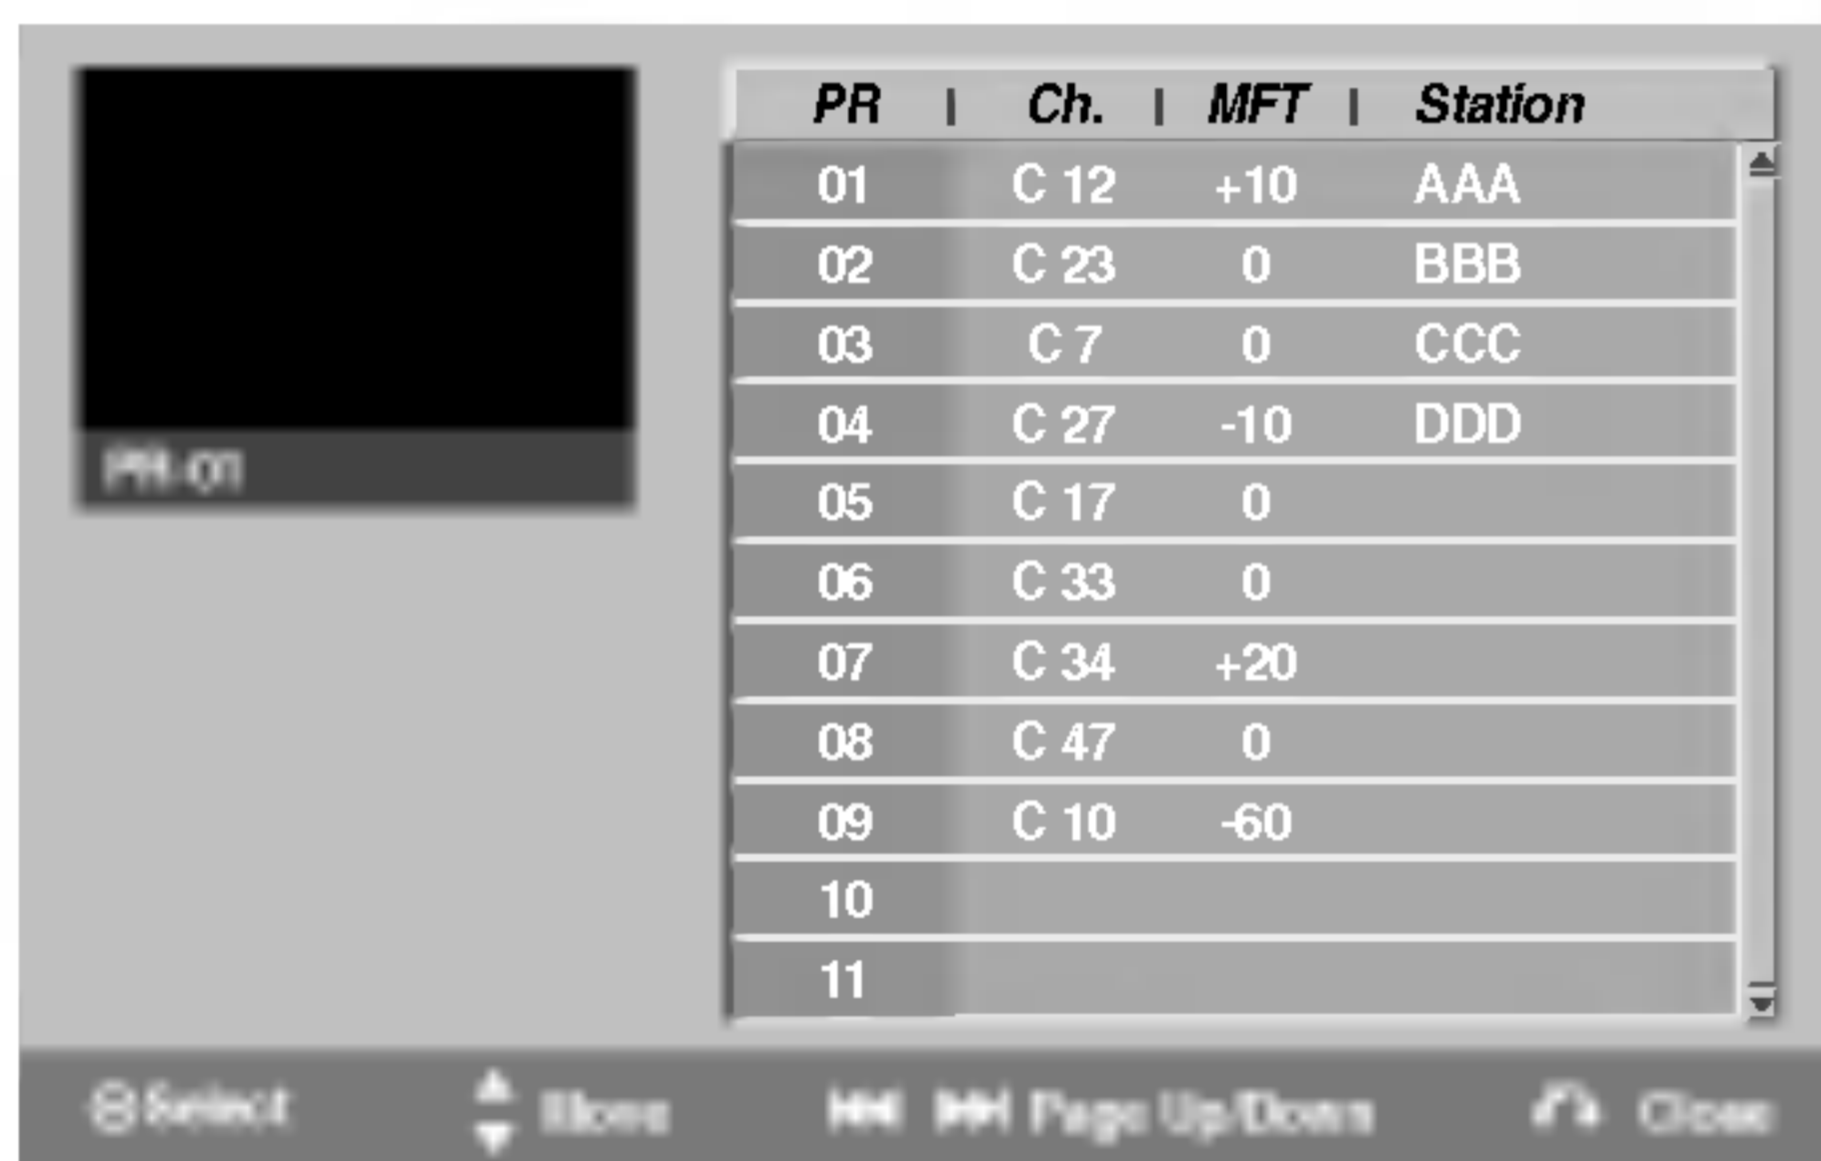 PR | Ch. | MFT | Station
01 C 12 +10 AAA
02 C 23 0 BBB
03 C 7 0 CCC
04 C 27 -10 DDD
05 C 17 0
06 C 33 0
07 C 34 +20
08 C 47 0
09 C 10 -60
10
11
PR-01
Select Move Page Up/Down Close